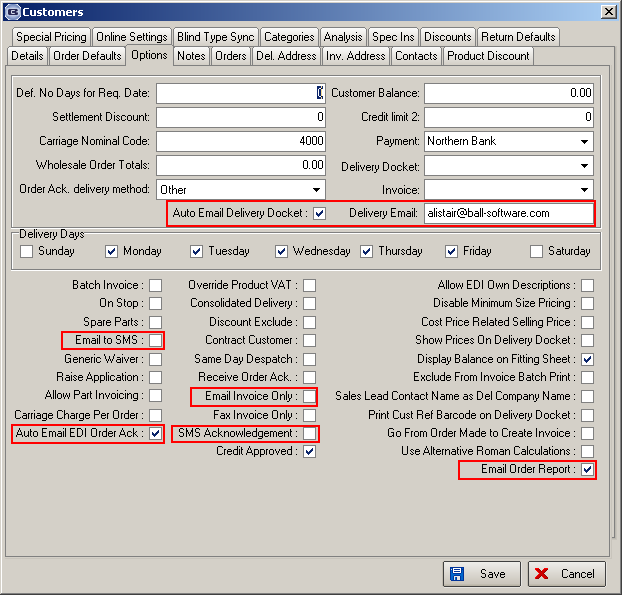 Customers
Special Pricing Online Settings Blind Type Sync Categories Analysis Spec Ins Discounts Return Defaults
Details Order Defaults Options Notes Orders Del. Address Inv. Address Contacts Product Discount
Def. No Days for Req. Date: 0 Customer Balance: 0.00
Settlement Discount: 0 Credit limit 2: 0
Carriage Nominal Code: 4000 Payment: Northern Bank
Wholesale Order Totals: 0.00 Delivery Docket:
Order Ack. delivery method: Other Invoice:
Auto Email Delivery Docket : Delivery Email: alistair@ball-software.com
Delivery Days
Sunday Monday Tuesday Wednesday Thursday Friday Saturday
Batch Invoice : Override Product VAT : Allow EDI Own Descriptions :
On Stop : Consolidated Delivery : Disable Minimum Size Pricing :
Spare Parts : Discount Exclude : Cost Price Related Selling Price :
Email to SMS : Contract Customer : Show Prices On Delivery Docket :
Generic Waiver : Same Day Despatch : Display Balance on Fitting Sheet :
Raise Application : Receive Order Ack. : Exclude From Invoice Batch Print :
Allow Part Invoicing : Email Invoice Only : Sales Lead Contact Name as Del Company Name :
Carriage Charge Per Order : Fax Invoice Only : Print Cust Ref Barcode on Delivery Docket :
Auto Email EDI Order Ack : SMS Acknowledgement : Go From Order Made to Create Invoice :
Credit Approved : Use Alternative Roman Calculations :
Email Order Report :
Save Cancel